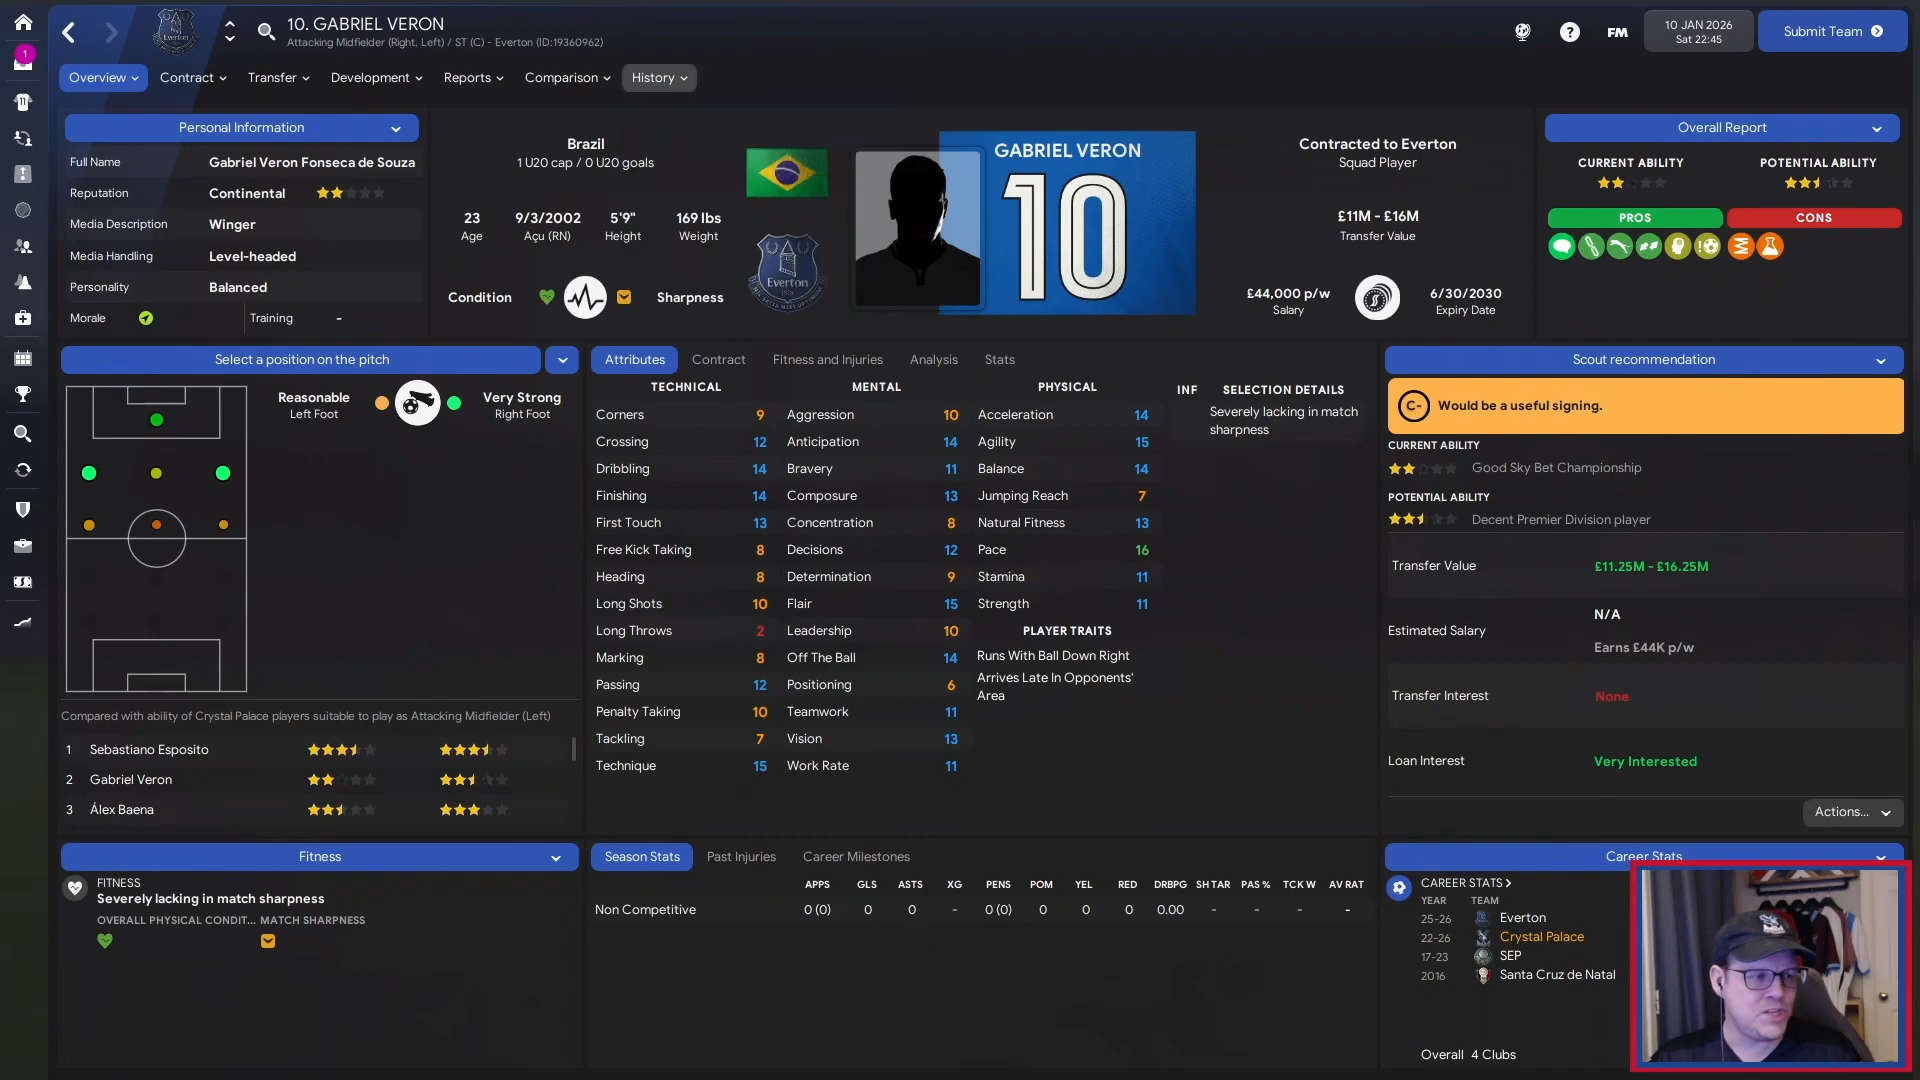 10. GABRIEL VERON
Attacking Midfielder (Right, Left) / ST (C) - Everton (ID:19360962)
FM
10 JAN 2026
Sat 22:45
Submit Team
1
Overview
Contract
Transfer
Development
Reports
Comparison
History
Personal Information
Full Name Gabriel Veron Fonseca de Souza
Reputation Continental
Media Description Winger
Media Handling Level-headed
Personality Balanced
Morale
Training -
Brazil
1 U20 cap / 0 U20 goals
23 9/3/2002 5'9" 169 lbs
Age Açu (RN) Height Weight
Condition
Sharpness
Everton
GABRIEL VERON
10
Contracted to Everton
Squad Player
£11M - £16M
Transfer Value
£44,000 p/w
Salary
6/30/2030
Expiry Date
Overall Report
CURRENT ABILITY POTENTIAL ABILITY
PROS CONS
Select a position on the pitch
Reasonable
Left Foot
Very Strong
Right Foot
Compared with ability of Crystal Palace players suitable to play as Attacking Midfielder (Left)
1 Sebastiano Esposito
2 Gabriel Veron
3 Álex Baena
Attributes Contract Fitness and Injuries Analysis Stats
TECHNICAL MENTAL PHYSICAL
Corners 9 Aggression 10 Acceleration 14
Crossing 12 Anticipation 14 Agility 15
Dribbling 14 Bravery 11 Balance 14
Finishing 14 Composure 13 Jumping Reach 7
First Touch 13 Concentration 8 Natural Fitness 13
Free Kick Taking 8 Decisions 12 Pace 16
Heading 8 Determination 9 Stamina 11
Long Shots 10 Flair 15 Strength 11
Long Throws 2 Leadership 10 PLAYER TRAITS
Marking 8 Off The Ball 14 Runs With Ball Down Right
Passing 12 Positioning 6 Arrives Late In Opponents'
Area
Penalty Taking 10 Teamwork 11
Tackling 7 Vision 13
Technique 15 Work Rate 11
INF SELECTION DETAILS
Severely lacking in match
sharpness
Scout recommendation
C- Would be a useful signing.
CURRENT ABILITY
Good Sky Bet Championship
POTENTIAL ABILITY
Decent Premier Division player
Transfer Value £11.25M - £16.25M
N/A
Estimated Salary
Earns £44K p/w
Transfer Interest None
Loan Interest Very Interested
Actions...
Fitness
FITNESS
Severely lacking in match sharpness
OVERALL PHYSICAL CONDIT... MATCH SHARPNESS
Season Stats Past Injuries Career Milestones
APPS GLS ASTS XG PENS POM YEL RED DRBPG SH TAR PAS % TCK W AV RAT
Non Competitive 0 (0) 0 0 - 0 (0) 0 0 0 0.00 - - - -
Career Stats
CAREER STATS
YEAR TEAM
25-26 Everton
22-26 Crystal Palace
17-23 SEP
2016 Santa Cruz de Natal
Overall 4 Clubs